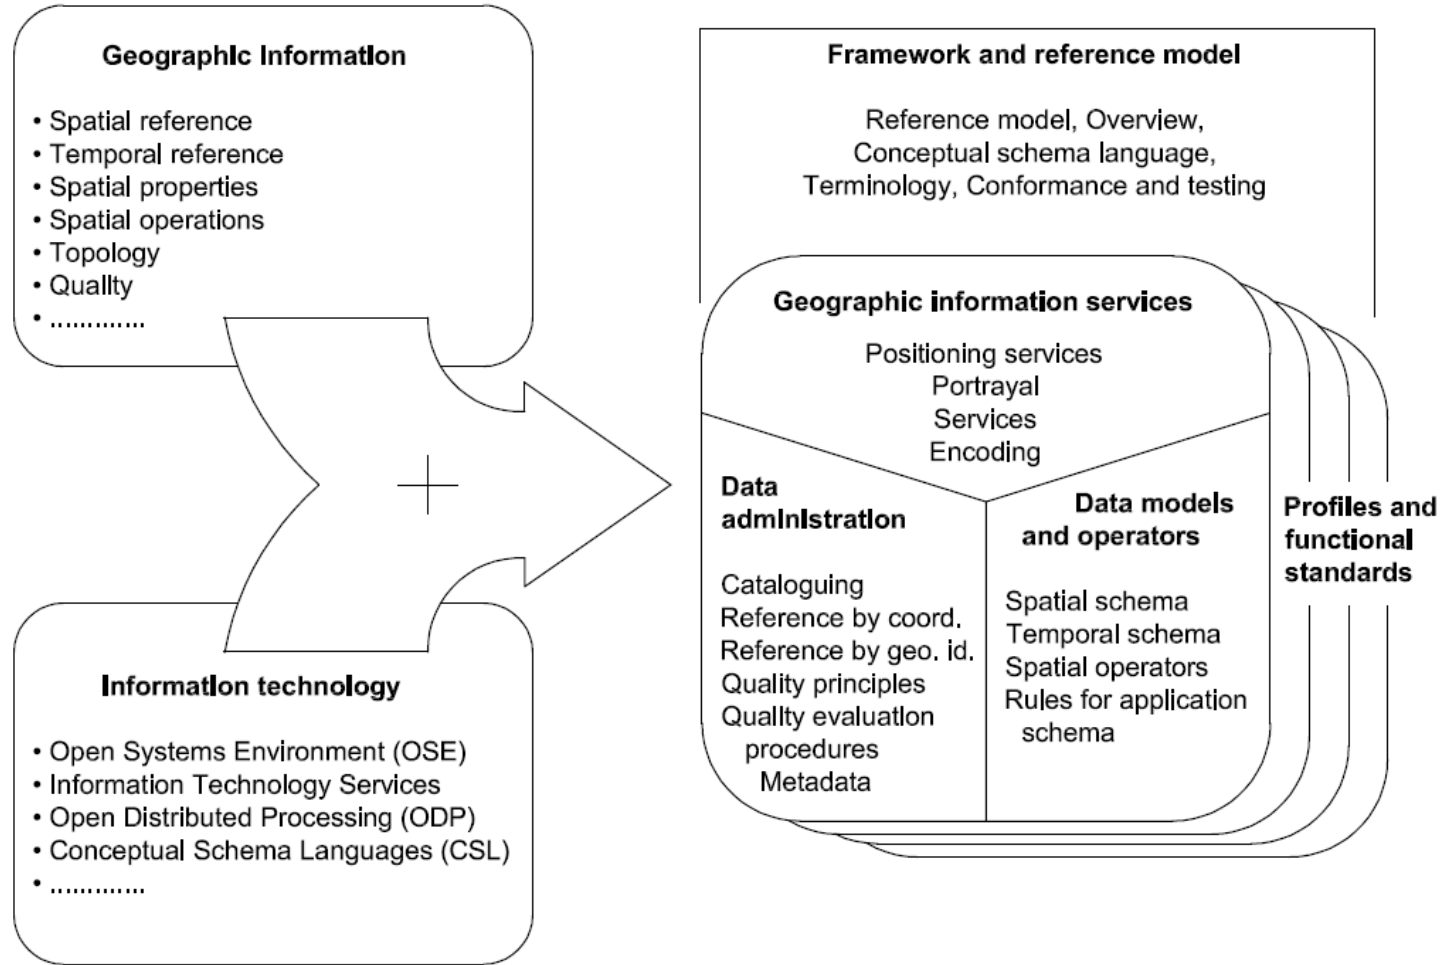 Geographic Information
• Spatial reference
• Temporal reference
• Spatial properties
• Spatial operations
• Topology
• Quality
• .............
Information technology
• Open Systems Environment (OSE)
• Information Technology Services
• Open Distributed Processing (ODP)
• Conceptual Schema Languages (CSL)
• .............
Framework and reference model
Reference model, Overview,
Conceptual schema language,
Terminology, Conformance and testing
Geographic information services
Positioning services
Portrayal
Services
Encoding
Data
administration
Cataloguing
Reference by coord.
Reference by geo. id.
Quality principles
Quality evaluation
procedures
Metadata
Data models
and operators
Spatial schema
Temporal schema
Spatial operators
Rules for application
schema
Profiles and
functional
standards